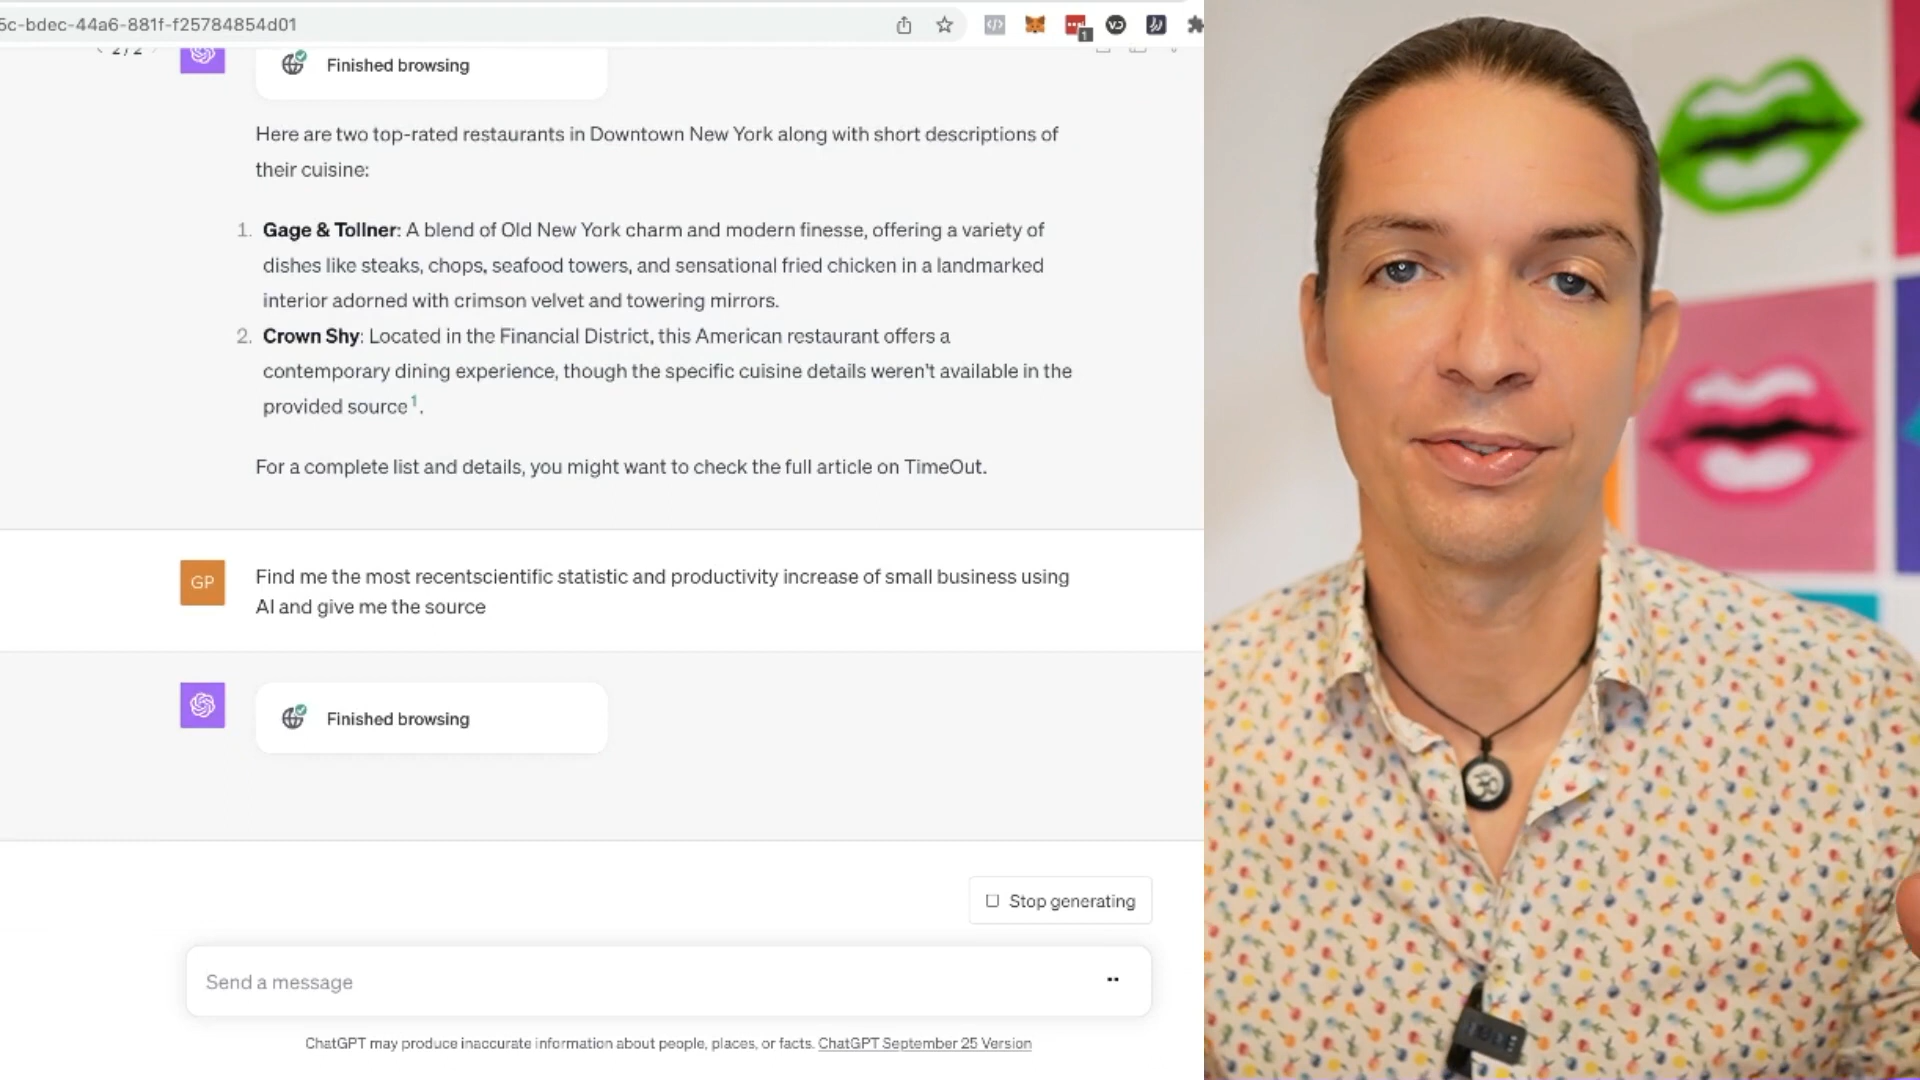 5c-bdec-44a6-881f-f25784854d01
1
2/2
Finished browsing
Here are two top-rated restaurants in Downtown New York along with short descriptions of
their cuisine:
1. Gage & Tollner: A blend of Old New York charm and modern finesse, offering a variety of
dishes like steaks, chops, seafood towers, and sensational fried chicken in a landmarked
interior adorned with crimson velvet and towering mirrors.
2. Crown Shy: Located in the Financial District, this American restaurant offers a
contemporary dining experience, though the specific cuisine details weren't available in the
provided source 1.
For a complete list and details, you might want to check the full article on TimeOut.
GP
Find me the most recentscientific statistic and productivity increase of small business using
AI and give me the source
Finished browsing
Stop generating
Send a message
ChatGPT may produce inaccurate information about people, places, or facts. ChatGPT September 25 Version
ॐ